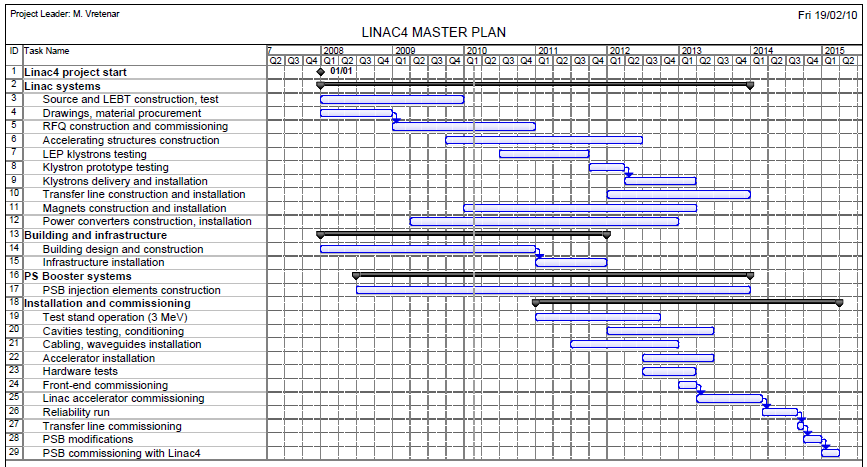 Project Leader: M. Vretenar
Fri 19/02/10
LINAC4 MASTER PLAN
ID Task Name 7 2008 2009 2010 2011 2012 2013 2014 2015
Q2 Q3 Q4 Q1 Q2 Q3 Q4 Q1 Q2 Q3 Q4 Q1 Q2 Q3 Q4 Q1 Q2 Q3 Q4 Q1 Q2 Q3 Q4 Q1 Q2 Q3 Q4 Q1 Q2 Q3 Q4 Q1 Q2
1 Linac4 project start 01/01
2 Linac systems
3 Source and LEBT construction, test
4 Drawings, material procurement
5 RFQ construction and commissioning
6 Accelerating structures construction
7 LEP klystrons testing
8 Klystron prototype testing
9 Klystrons delivery and installation
10 Transfer line construction and installation
11 Magnets construction and installation
12 Power converters construction, installation
13 Building and infrastructure
14 Building design and construction
15 Infrastructure installation
16 PS Booster systems
17 PSB injection elements construction
18 Installation and commissioning
19 Test stand operation (3 MeV)
20 Cavities testing, conditioning
21 Cabling, waveguides installation
22 Accelerator installation
23 Hardware tests
24 Front-end commissioning
25 Linac accelerator commissioning
26 Reliability run
27 Transfer line commissioning
28 PSB modifications
29 PSB commissioning with Linac4